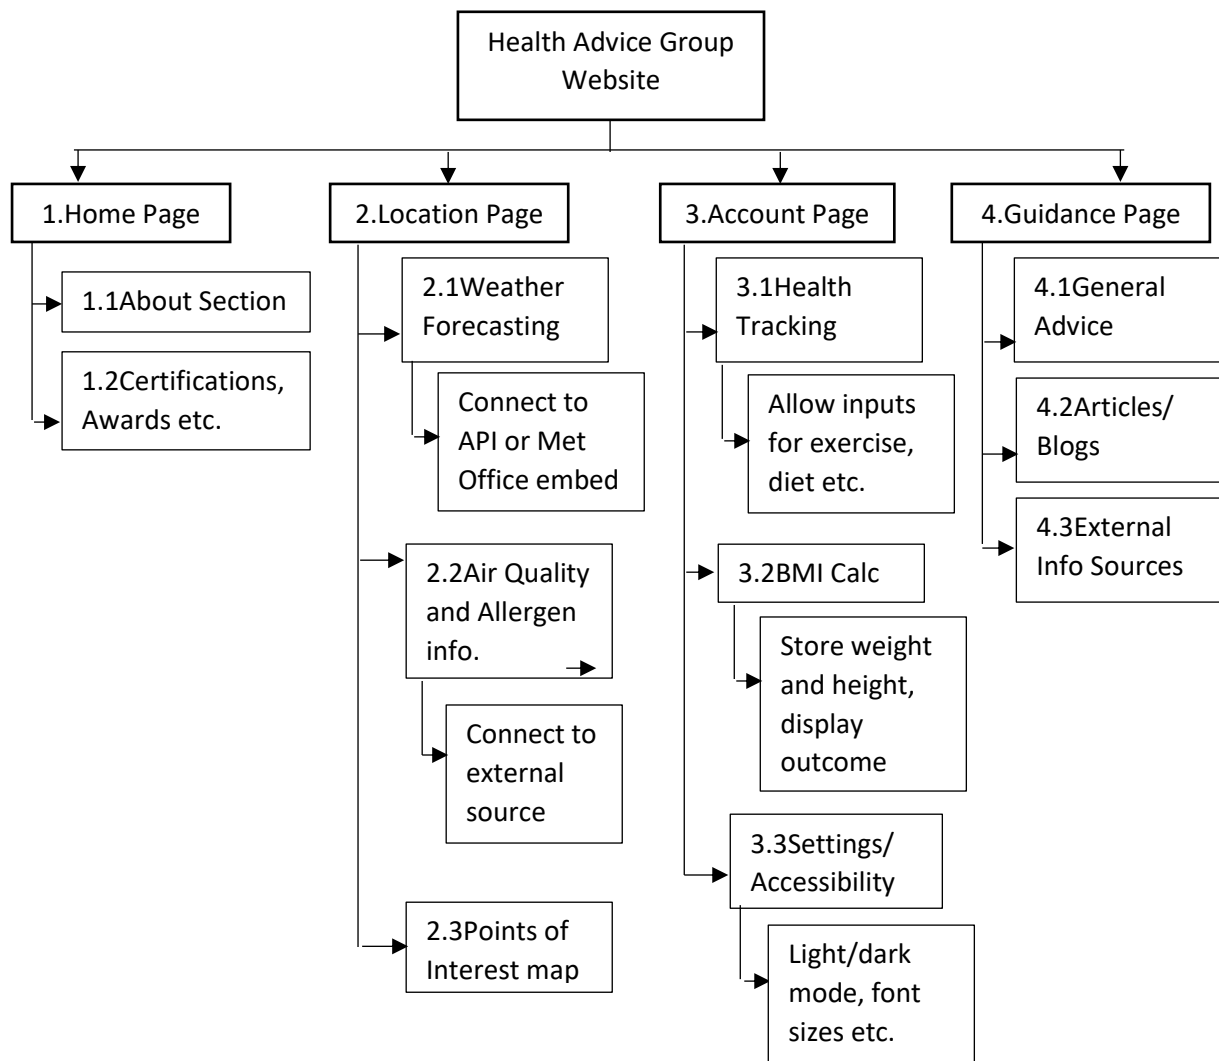 Health Advice Group
Website
1.Home Page
1.1About Section
1.2Certifications,
Awards etc.
2.Location Page
2.1Weather
Forecasting
Connect to
API or Met
Office embed
2.2Air Quality
and Allergen
info.
Connect to
external
source
2.3Points of
Interest map
3.Account Page
3.1Health
Tracking
Allow inputs
for exercise,
diet etc.
3.2BMI Calc
Store weight
and height,
display
outcome
3.3Settings/
Accessibility
Light/dark
mode, font
sizes etc.
4.Guidance Page
4.1General
Advice
4.2Articles/
Blogs
4.3External
Info Sources